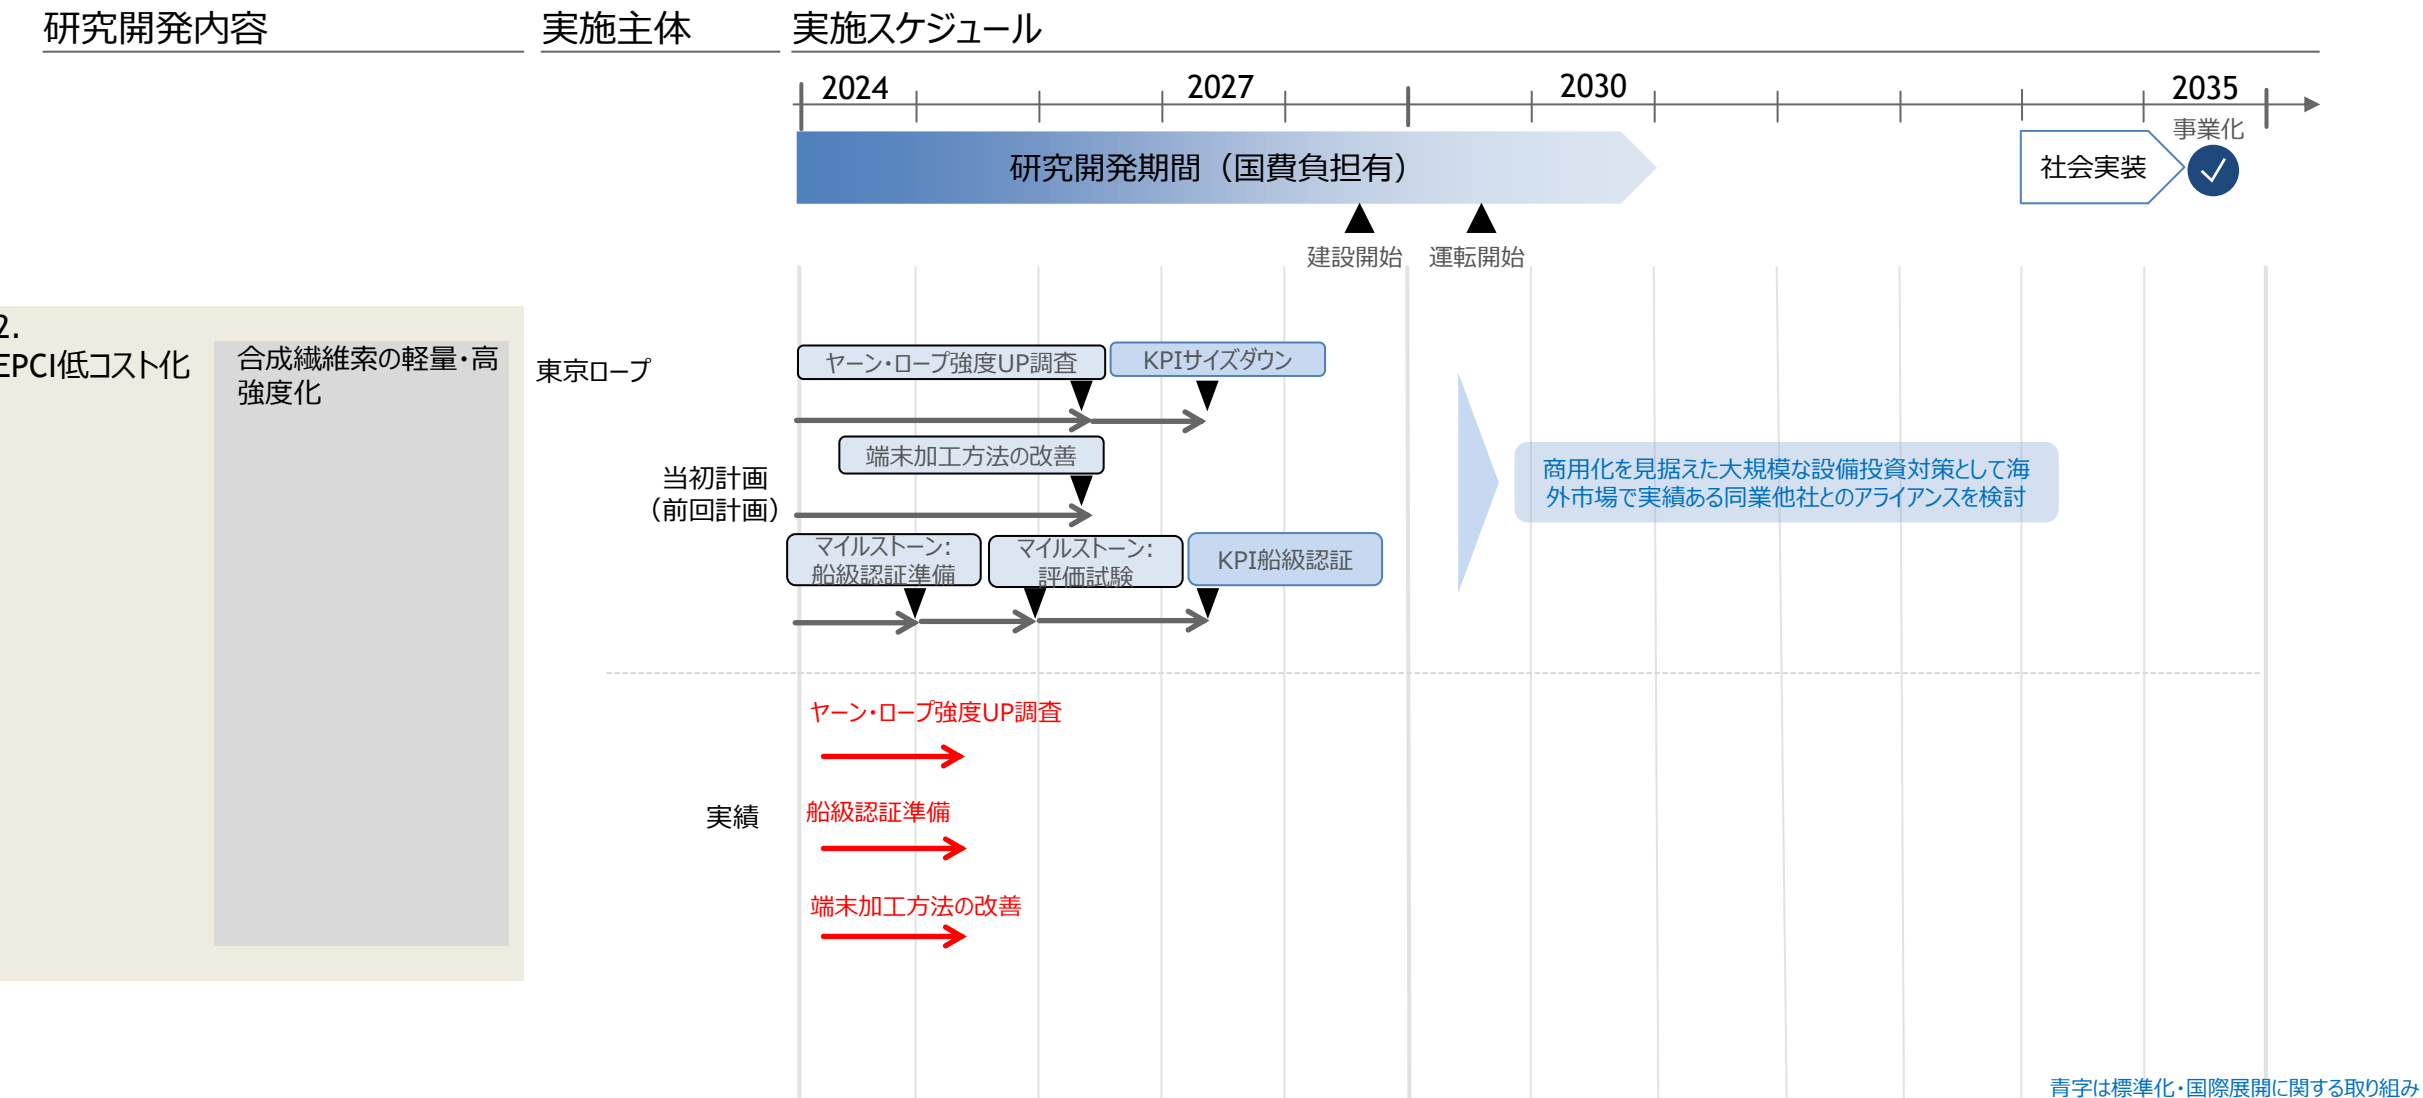 研究開発内容
実施主体
実施スケジュール
2024
2027
2030
2035
事業化
研究開発期間（国費負担有）
社会実装
建設開始
運転開始
2.
EPCI低コスト化
合成繊維索の軽量・高
強度化
東京ロープ
ヤーン・ロープ強度UP調査
KPIサイズダウン
端末加工方法の改善
当初計画
（前回計画）
商用化を見据えた大規模な設備投資対策として海
外市場で実績ある同業他社とのアライアンスを検討
マイルストーン:
船級認証準備
マイルストーン:
評価試験
KPI船級認証
ヤーン・ロープ強度UP調査
実績
船級認証準備
端末加工方法の改善
青字は標準化・国際展開に関する取り組み